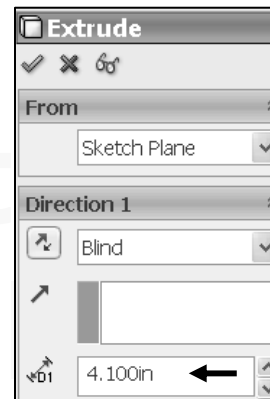 Extrude
From
Sketch Plane
Direction 1
Blind
D1
4.100in